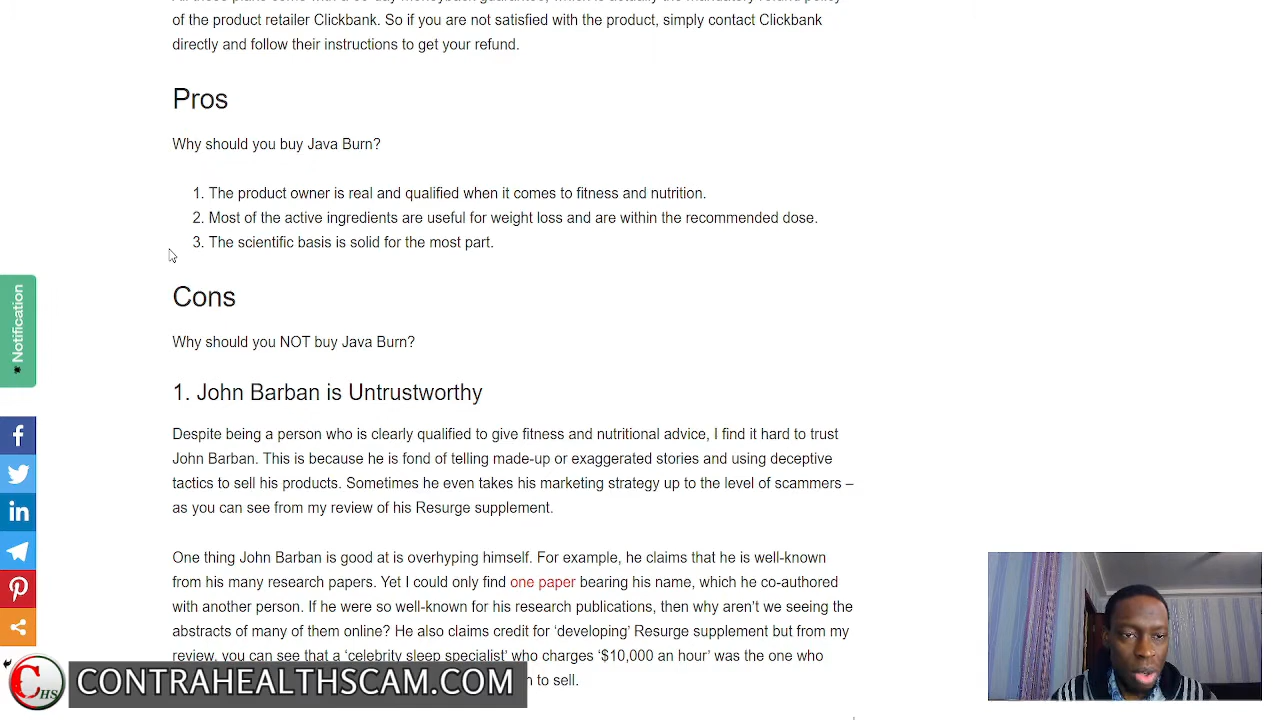 of the product retailer Clickbank. So if you are not satisfied with the product, simply contact Clickbank
directly and follow their instructions to get your refund.
Pros
Why should you buy Java Burn?
1. The product owner is real and qualified when it comes to fitness and nutrition.
2. Most of the active ingredients are useful for weight loss and are within the recommended dose.
3. The scientific basis is solid for the most part.
Notification
Cons
Why should you NOT buy Java Burn?
1. John Barban is Untrustworthy
Despite being a person who is clearly qualified to give fitness and nutritional advice, I find it hard to trust
John Barban. This is because he is fond of telling made-up or exaggerated stories and using deceptive
tactics to sell his products. Sometimes he even takes his marketing strategy up to the level of scammers –
as you can see from my review of his Resurge supplement.
One thing John Barban is good at is overhyping himself. For example, he claims that he is well-known
from his many research papers. Yet I could only find one paper bearing his name, which he co-authored
with another person. If he were so well-known for his research publications, then why aren't we seeing the
abstracts of many of them online? He also claims credit for 'developing' Resurge supplement but from my
review, you can see that a 'celebrity sleep specialist' who charges '$10,000 an hour' was the one who
to sell.
CHS
CONTRAHEALTHSCAM.COM